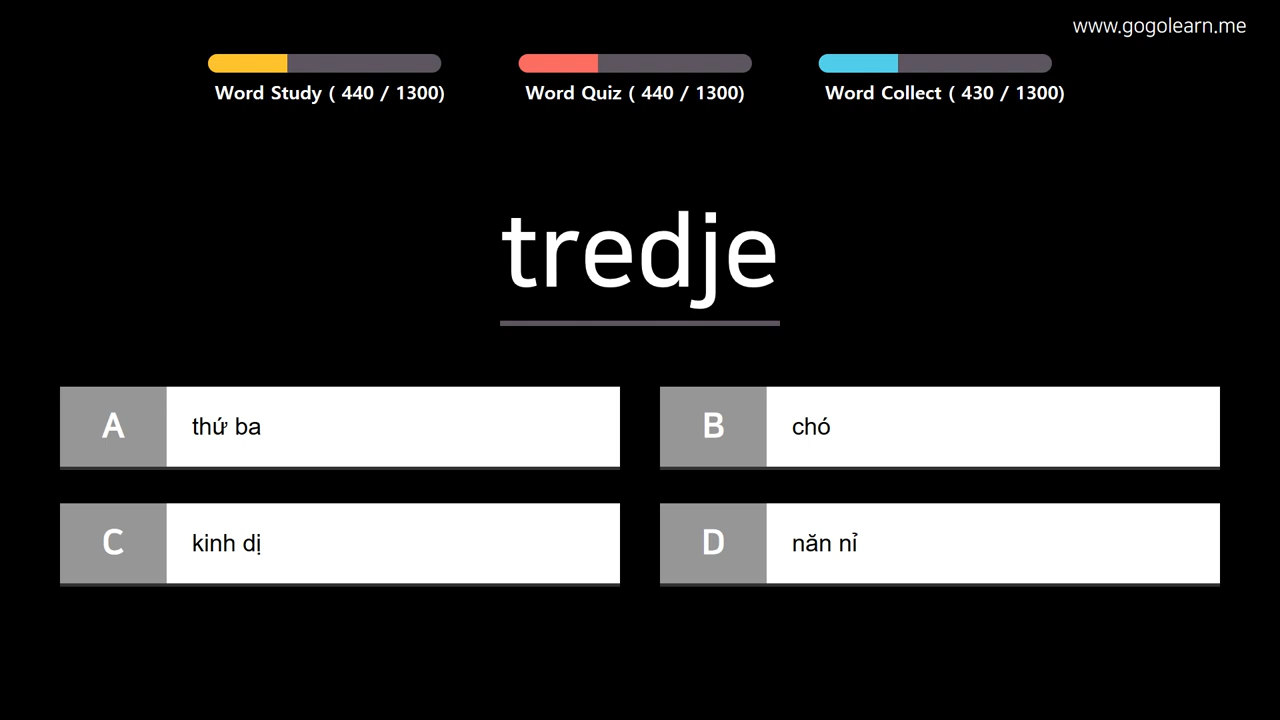 www.gogolearn.me
Word Study ( 440 / 1300)
Word Quiz ( 440 / 1300)
Word Collect ( 430 / 1300)
tredje
A thứ ba
B chó
C kinh dị
D năn nỉ